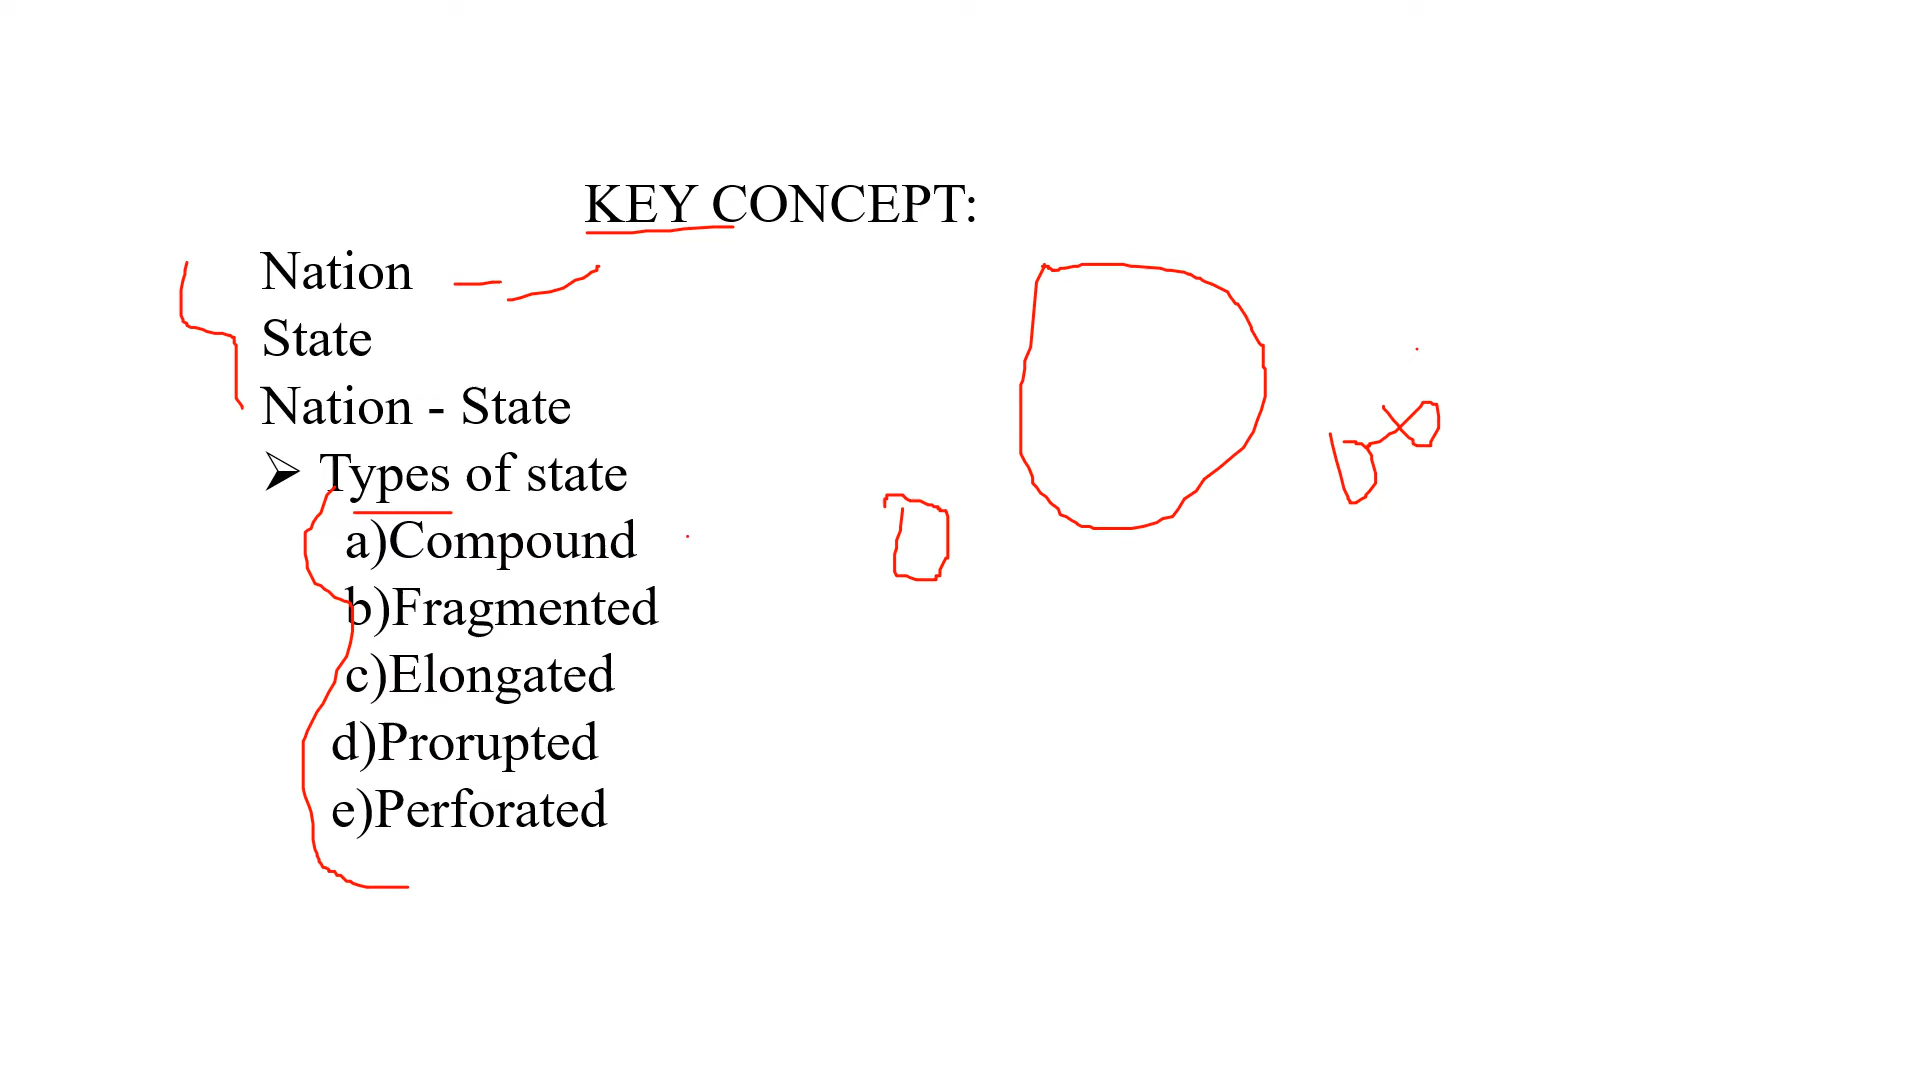 KEY CONCEPT:
Nation
State
Nation - State
➢ Types of state
a)Compound
b)Fragmented
c)Elongated
d)Prorupted
e)Perforated